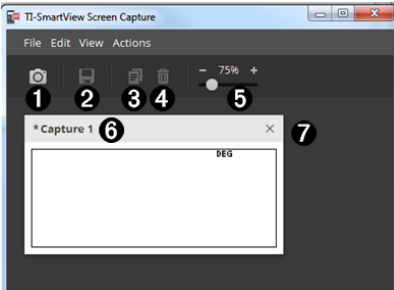 TI-SmartView Screen Capture
File Edit View Actions
− 75% +
1 2 3 4 5
*Capture 1 6 × 7
DEG